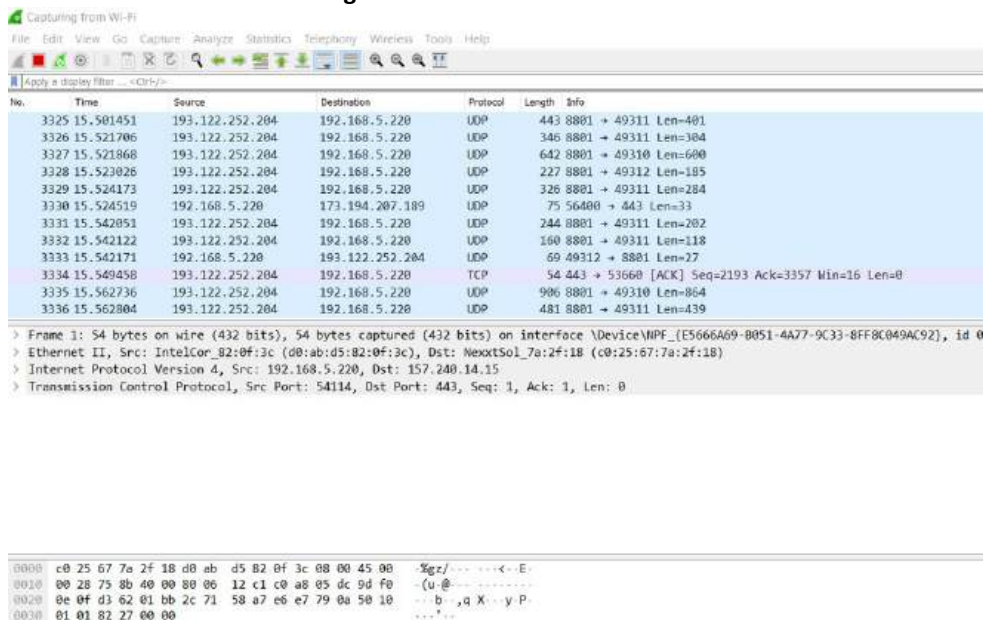 Capturing from Wi-Fi
File Edit View Go Capture Analyze Statistics Telephony Wireless Tools Help
Apply a display filter ... <Ctrl-/>
No. Time Source Destination Protocol Length Info
3325 15.501451 193.122.252.204 192.168.5.220 UDP 443 8801 → 49311 Len=401
3326 15.521706 193.122.252.204 192.168.5.220 UDP 346 8801 → 49311 Len=304
3327 15.521868 193.122.252.204 192.168.5.220 UDP 642 8801 → 49310 Len=600
3328 15.523026 193.122.252.204 192.168.5.220 UDP 227 8801 → 49312 Len=185
3329 15.524173 193.122.252.204 192.168.5.220 UDP 326 8801 → 49311 Len=284
3330 15.524519 192.168.5.220 173.194.207.189 UDP 75 56400 → 443 Len=33
3331 15.542051 193.122.252.204 192.168.5.220 UDP 244 8801 → 49311 Len=202
3332 15.542122 193.122.252.204 192.168.5.220 UDP 160 8801 → 49311 Len=118
3333 15.542171 192.168.5.220 193.122.252.204 UDP 69 49312 → 8801 Len=27
3334 15.549458 193.122.252.204 192.168.5.220 TCP 54 443 → 53660 [ACK] Seq=2193 Ack=3357 Win=16 Len=0
3335 15.562736 193.122.252.204 192.168.5.220 UDP 906 8801 → 49310 Len=864
3336 15.562804 193.122.252.204 192.168.5.220 UDP 481 8801 → 49311 Len=439
> Frame 1: 54 bytes on wire (432 bits), 54 bytes captured (432 bits) on interface \Device\NPF_{E5666A69-8051-4A77-9C33-8FF8C049AC92}, id 0
> Ethernet II, Src: IntelCor_82:0f:3c (d0:ab:d5:82:0f:3c), Dst: NexxtSol_7a:2f:18 (c0:25:67:7a:2f:18)
> Internet Protocol Version 4, Src: 192.168.5.220, Dst: 157.240.14.15
> Transmission Control Protocol, Src Port: 54114, Dst Port: 443, Seq: 1, Ack: 1, Len: 0
0000 c0 25 67 7a 2f 18 d0 ab d5 82 0f 3c 08 00 45 00 ·%gz/··· ···<··E·
0010 00 28 75 8b 40 00 80 06 12 c1 c0 a8 05 dc 9d f0 ·(u·@··· ········
0020 0e 0f d3 62 01 bb 2c 71 58 a7 e6 e7 79 0a 50 10 ···b··,q X···y·P·
0030 01 01 82 27 00 00 ···'··